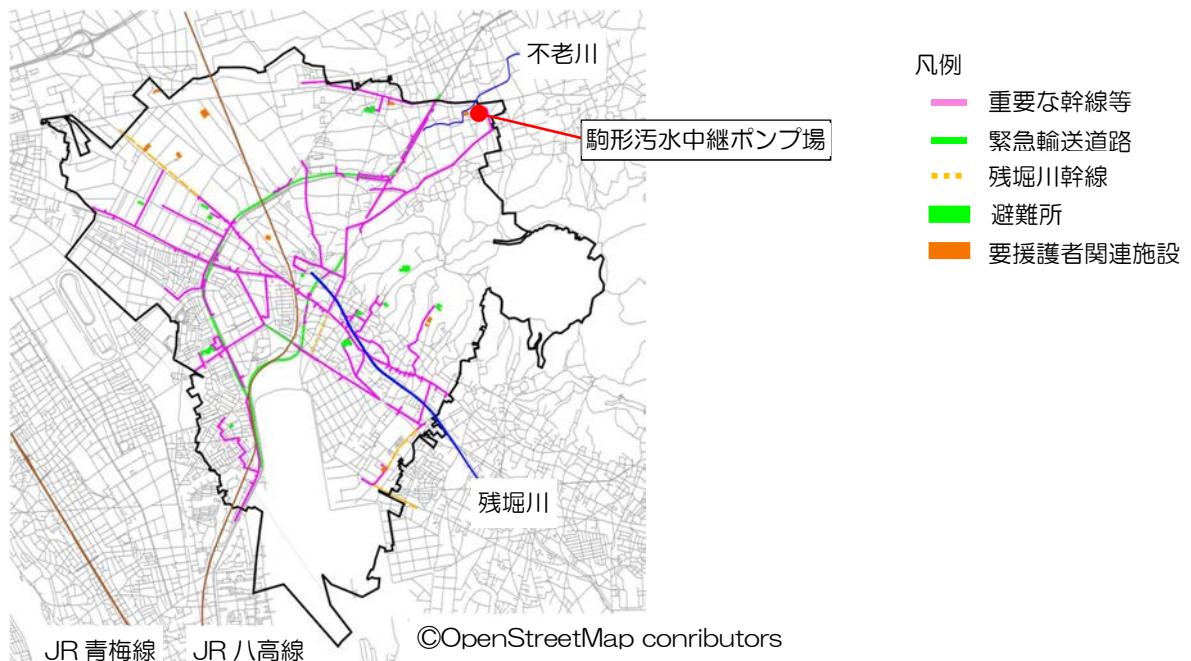 不老川
駒形汚水中継ポンプ場
凡例
重要な幹線等
緊急輸送道路
残堀川幹線
避難所
要援護者関連施設
残堀川
JR 青梅線
JR 八高線
©OpenStreetMap conributors